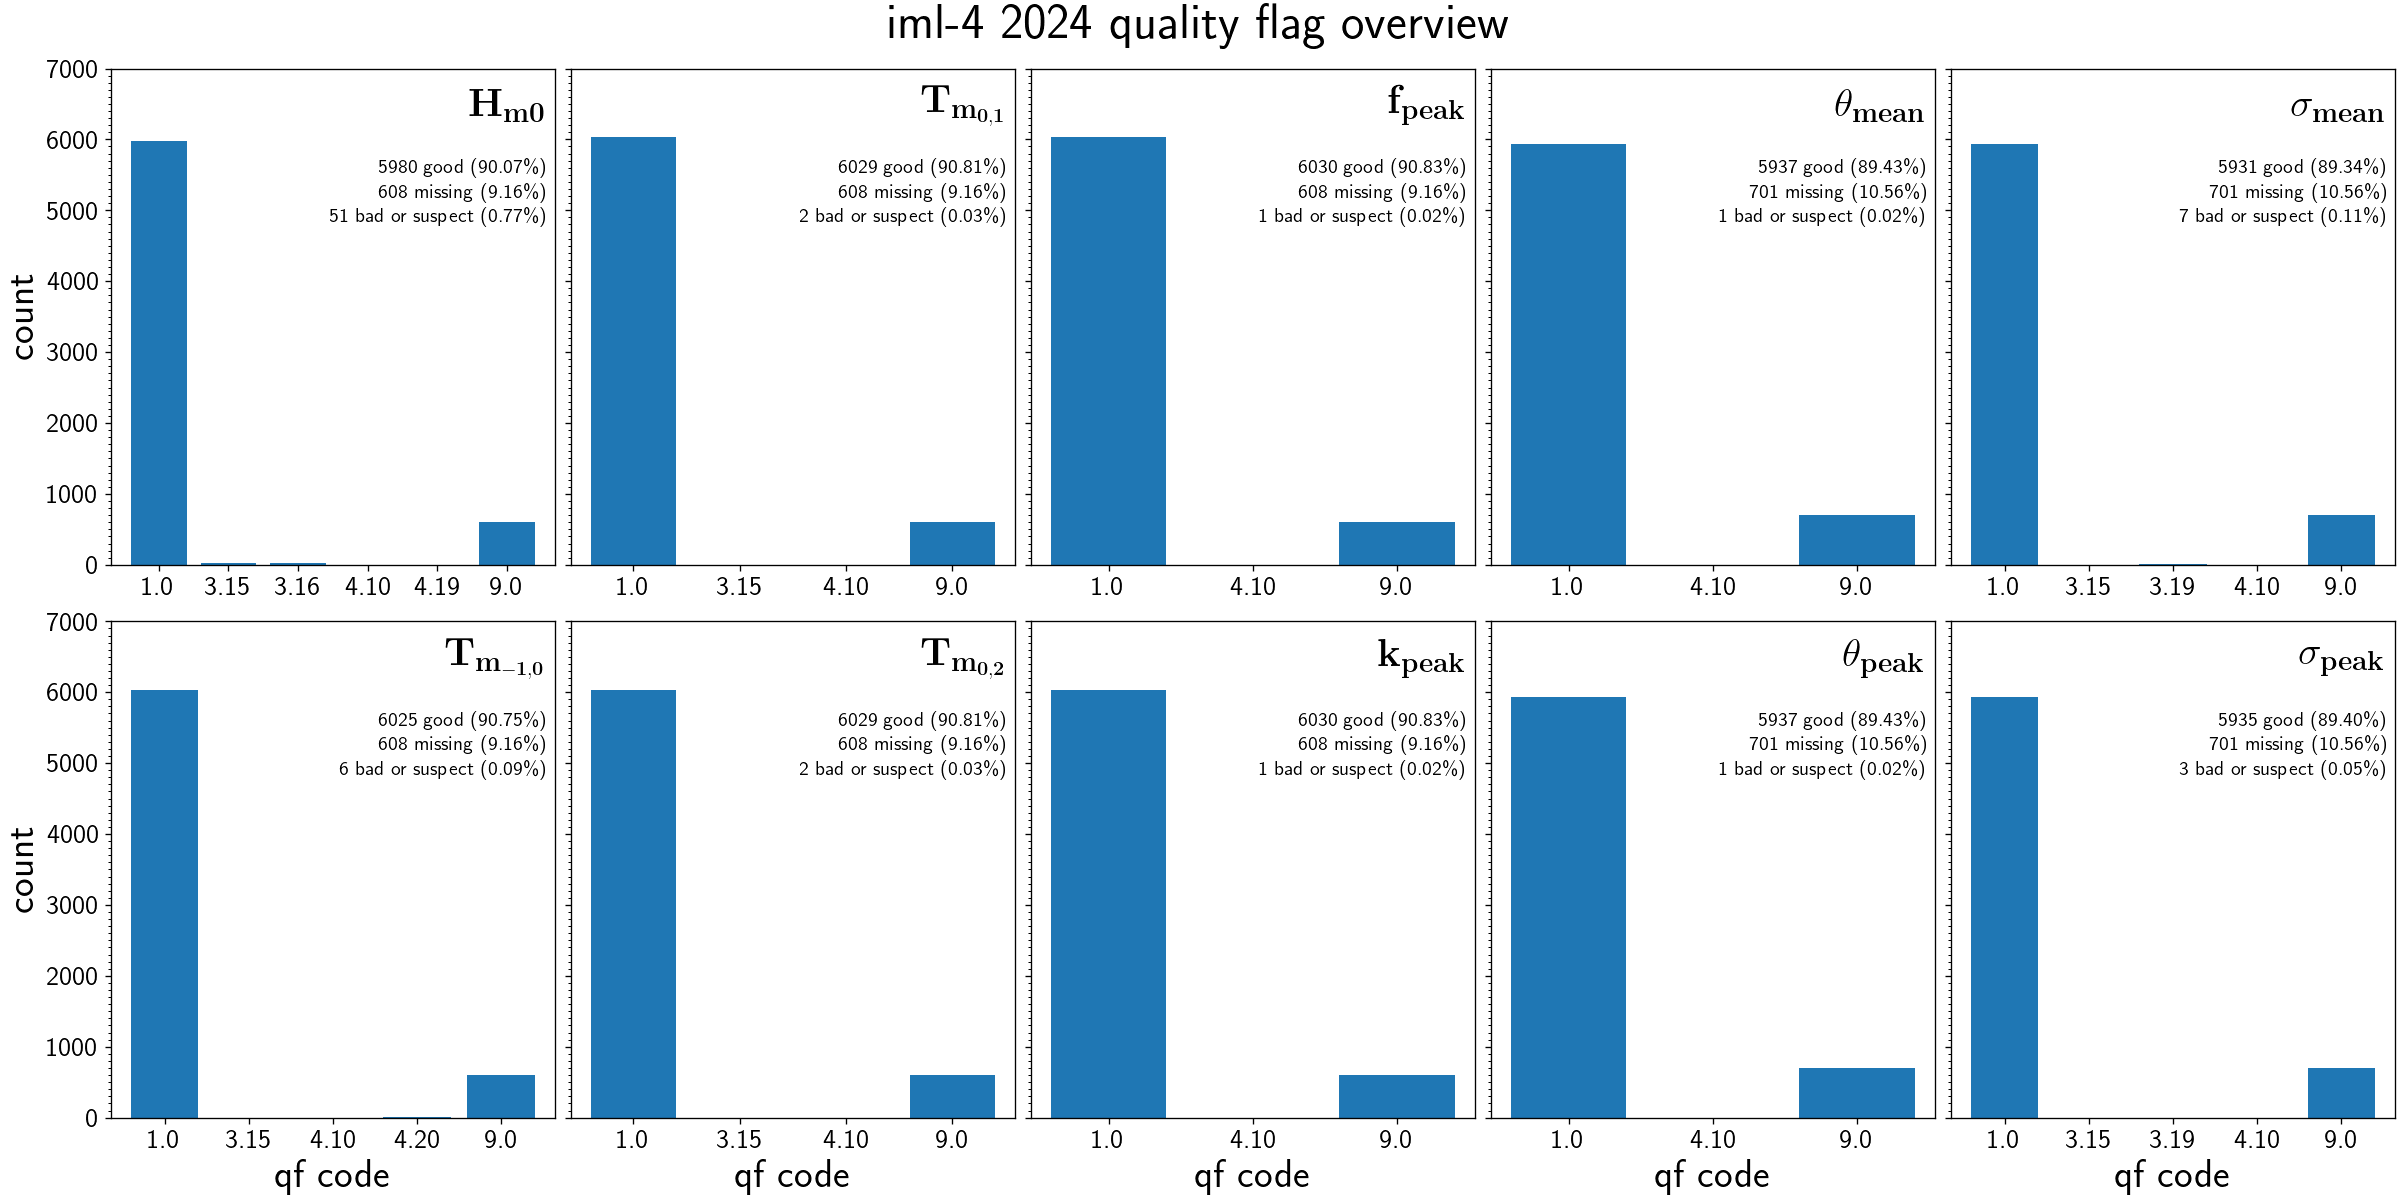 iml-4 2024 quality flag overview
7000
6000
5000
4000
3000
2000
1000
0
count
H_m0
5980 good (90.07%)
608 missing (9.16%)
51 bad or suspect (0.77%)
1.0 3.15 3.16 4.10 4.19 9.0
T_m_0,1
6029 good (90.81%)
608 missing (9.16%)
2 bad or suspect (0.03%)
1.0 3.15 4.10 9.0
f_peak
6030 good (90.83%)
608 missing (9.16%)
1 bad or suspect (0.02%)
1.0 4.10 9.0
θ_mean
5937 good (89.43%)
701 missing (10.56%)
1 bad or suspect (0.02%)
1.0 4.10 9.0
σ_mean
5931 good (89.34%)
701 missing (10.56%)
7 bad or suspect (0.11%)
1.0 3.15 3.19 4.10 9.0
7000
6000
5000
4000
3000
2000
1000
0
count
T_m_−1,0
6025 good (90.75%)
608 missing (9.16%)
6 bad or suspect (0.09%)
1.0 3.15 4.10 4.20 9.0
qf code
T_m_0,2
6029 good (90.81%)
608 missing (9.16%)
2 bad or suspect (0.03%)
1.0 3.15 4.10 9.0
qf code
k_peak
6030 good (90.83%)
608 missing (9.16%)
1 bad or suspect (0.02%)
1.0 4.10 9.0
qf code
θ_peak
5937 good (89.43%)
701 missing (10.56%)
1 bad or suspect (0.02%)
1.0 4.10 9.0
qf code
σ_peak
5935 good (89.40%)
701 missing (10.56%)
3 bad or suspect (0.05%)
1.0 3.15 3.19 4.10 9.0
qf code